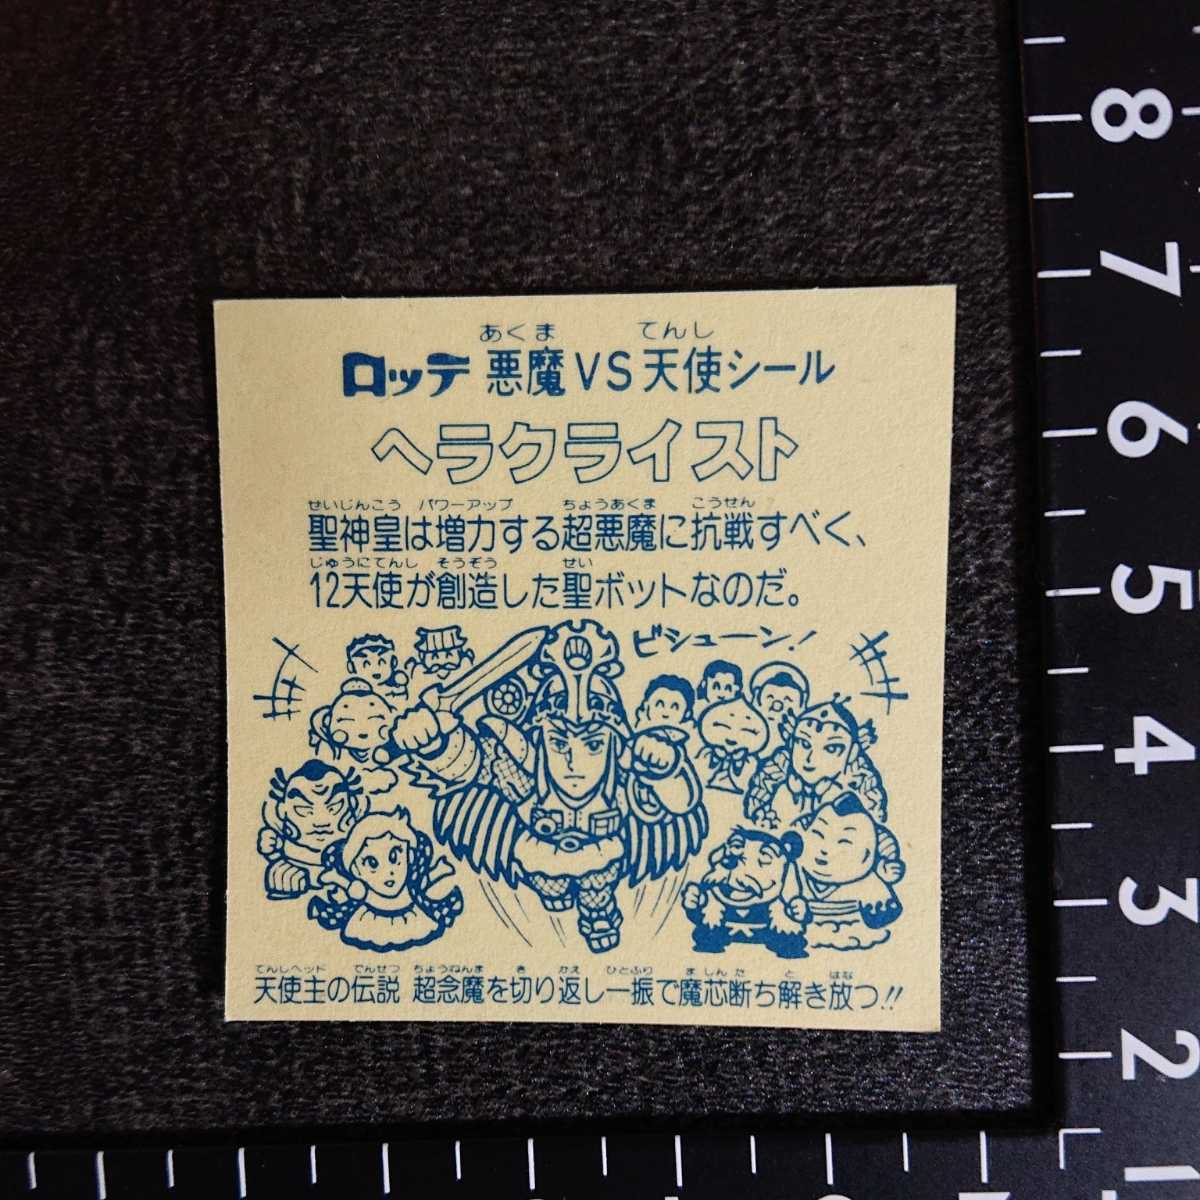 あくま てんし
ロッテ 悪魔VS天使シール
ヘラクライスト
せいじんこう パワーアップ ちょうあくま こうせん
聖神皇は増力する超悪魔に抗戦すべく、
じゅうにてんし そうぞう せい
12天使が創造した聖ボットなのだ。
ビシューン!
てんしヘッド でんせつ ちょうねんま き かえ ひとふり ま しんた と はな
天使主の伝説 超念魔を切り返し一振で魔芯断ち解き放つ!!
8
7
6
5
4
3
2
1